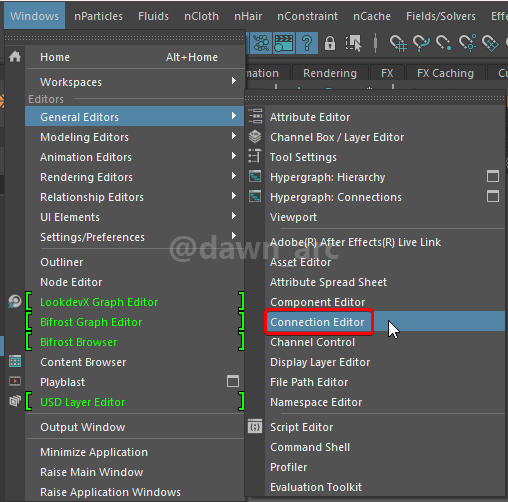 Windows nParticles Fluids nCloth nHair nConstraint nCache Fields/Solvers Effe
Home Alt+Home
Workspaces
Editors
General Editors
Modeling Editors
Animation Editors
Rendering Editors
Relationship Editors
UI Elements
Settings/Preferences
Outliner
Node Editor
LookdevX Graph Editor
Bifrost Graph Editor
Bifrost Browser
Content Browser
Playblast
USD Layer Editor
Output Window
Minimize Application
Raise Main Window
Raise Application Windows
mation Rendering FX FX Caching Cu
Attribute Editor
Channel Box / Layer Editor
Tool Settings
Hypergraph: Hierarchy
Hypergraph: Connections
Viewport
Adobe(R) After Effects(R) Live Link
Asset Editor
Attribute Spread Sheet
Component Editor
Connection Editor
Channel Control
Display Layer Editor
File Path Editor
Namespace Editor
Script Editor
Command Shell
Profiler
Evaluation Toolkit
@dawn_arc